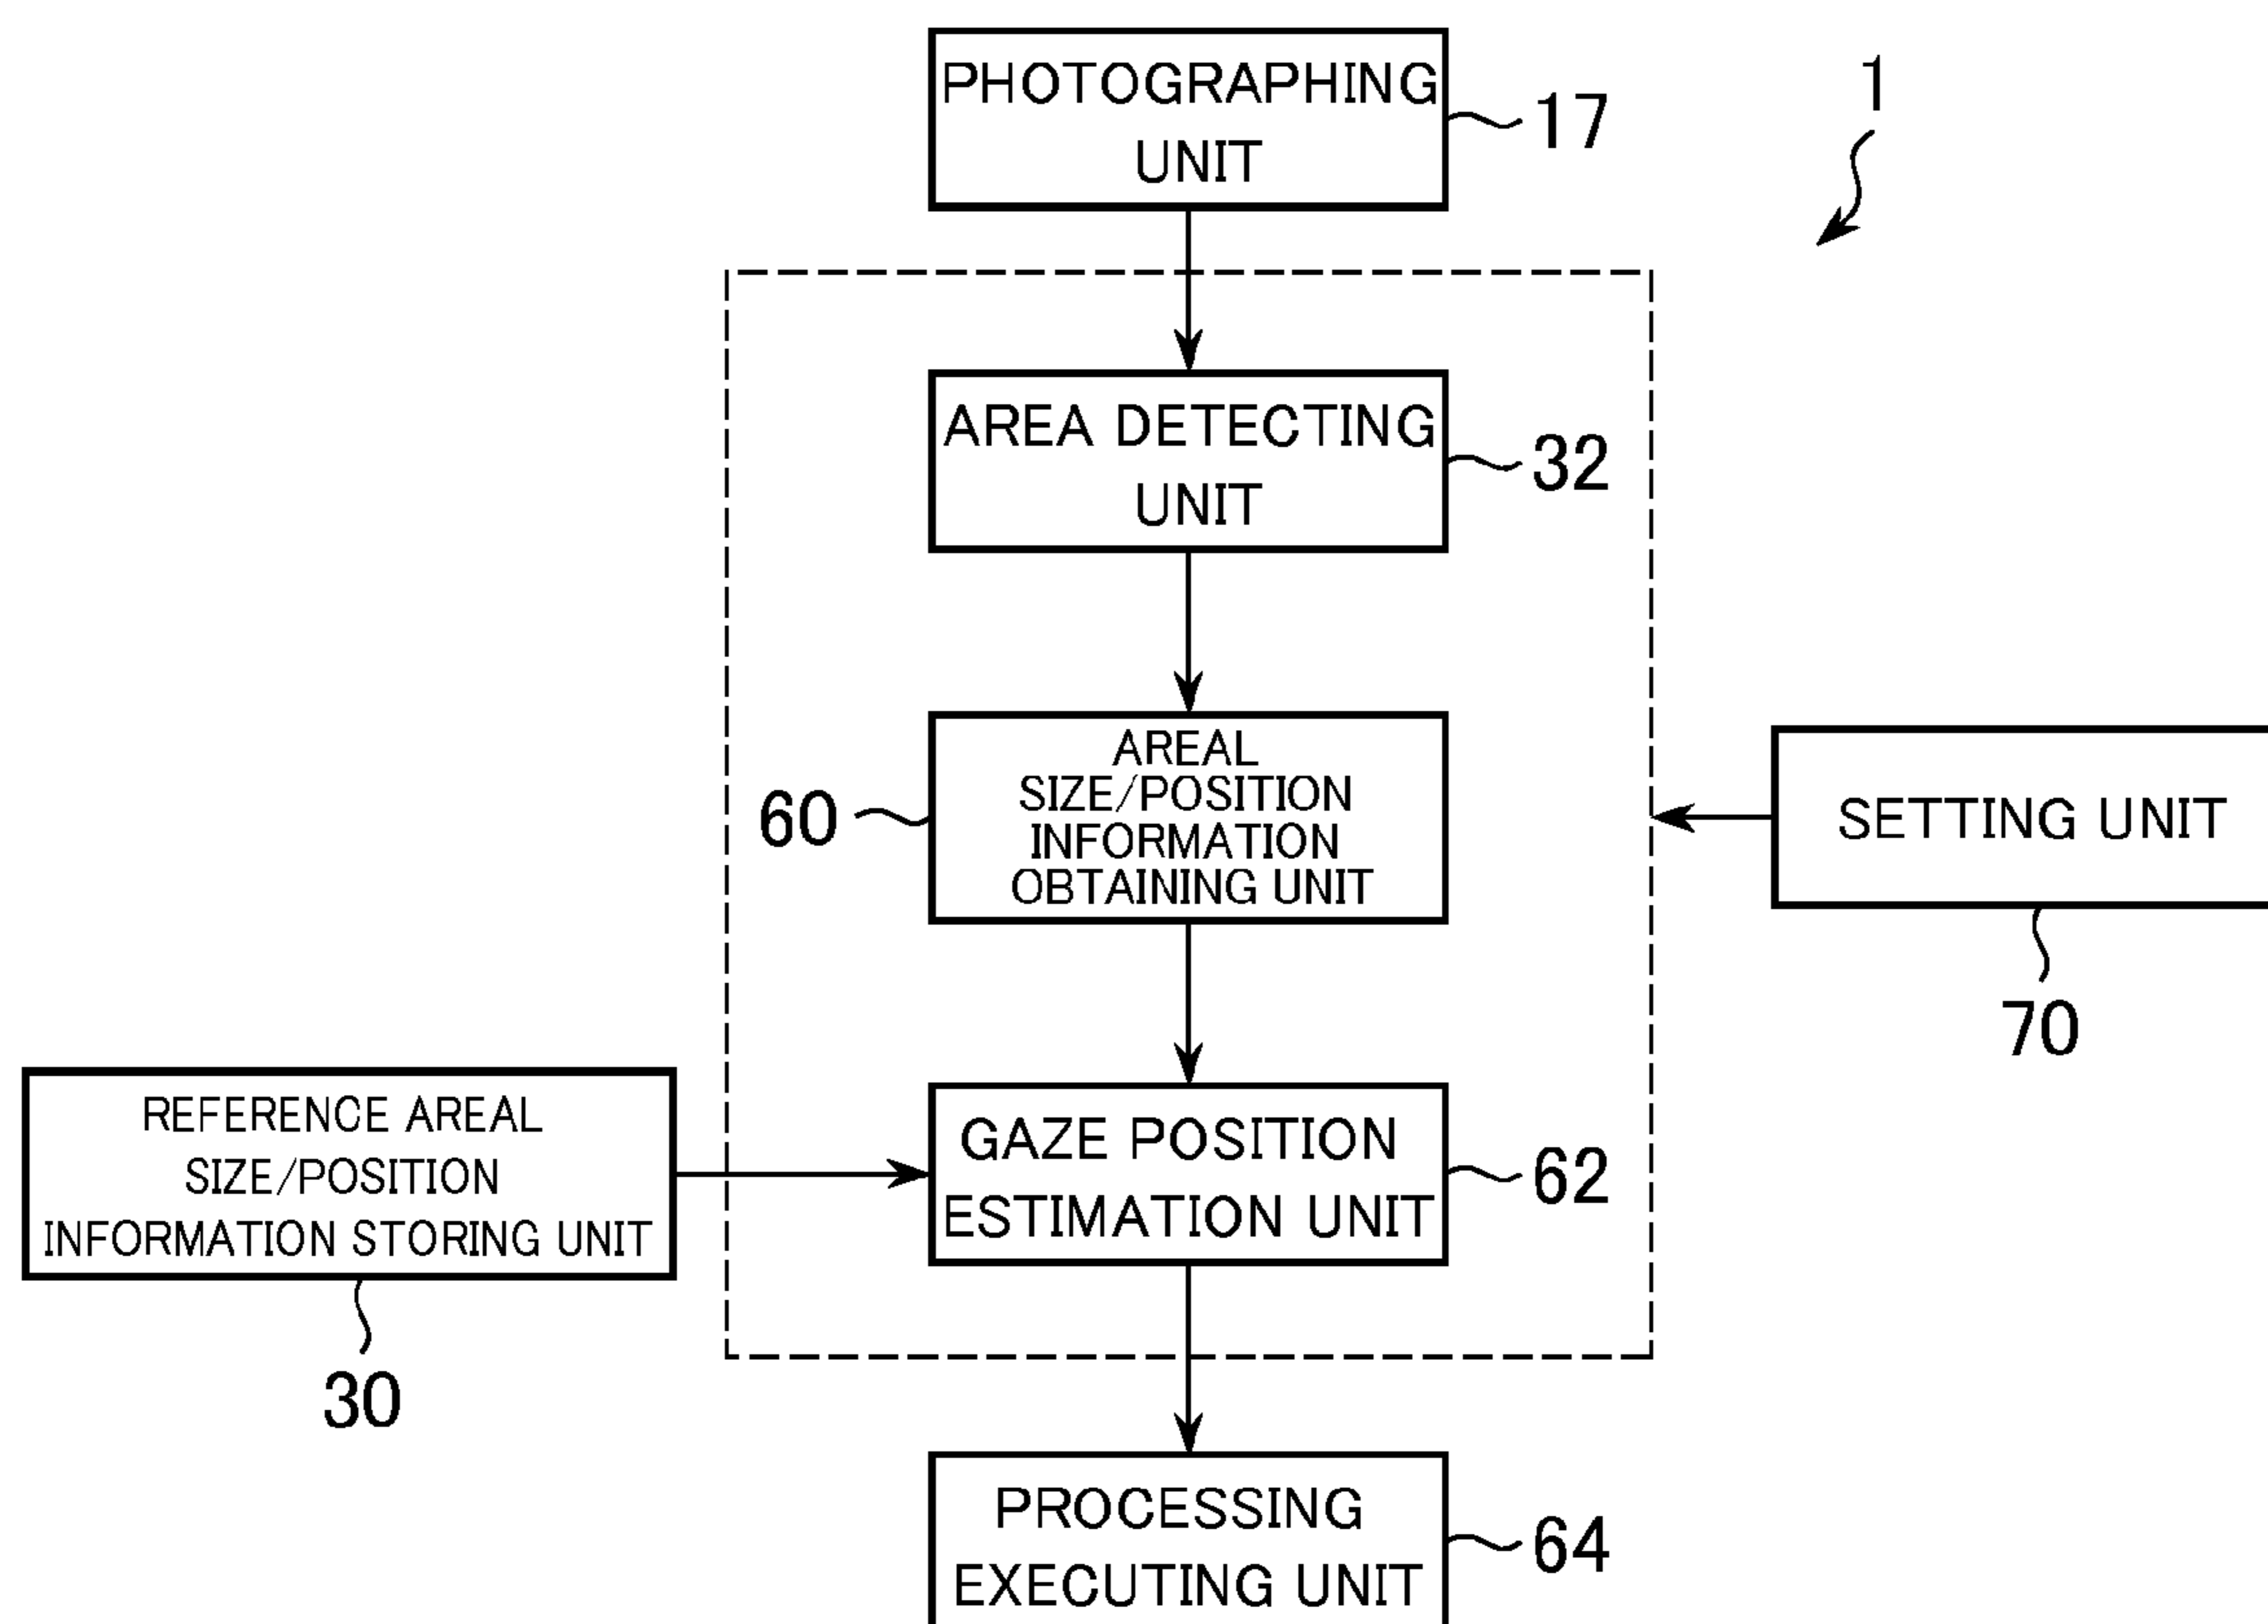 PHOTOGRAPHING
UNIT
17
1
AREA DETECTING
UNIT
32
AREAL
SIZE/POSITION
INFORMATION
OBTAINING UNIT
60
SETTING UNIT
70
REFERENCE AREAL
SIZE/POSITION
INFORMATION STORING UNIT
30
GAZE POSITION
ESTIMATION UNIT
62
PROCESSING
EXECUTING UNIT
64